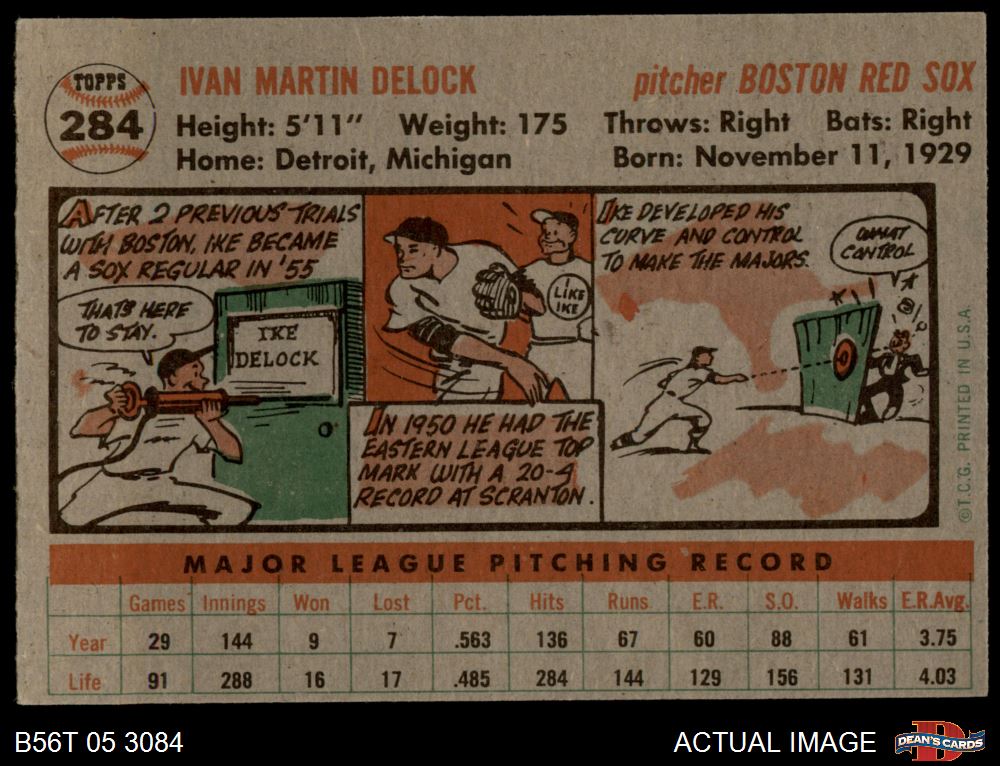 TOPPS
284
IVAN MARTIN DELOCK
pitcher BOSTON RED SOX
Height: 5'11" Weight: 175 Throws: Right Bats: Right
Home: Detroit, Michigan Born: November 11, 1929
AFTER 2 PREVIOUS TRIALS
WITH BOSTON, IKE BECAME
A SOX REGULAR IN '55
THAT'S HERE
TO STAY.
IKE
DELOCK
I
LIKE
IKE
IN 1950 HE HAD THE
EASTERN LEAGUE TOP
MARK WITH A 20-4
RECORD AT SCRANTON.
IKE DEVELOPED HIS
CURVE AND CONTROL
TO MAKE THE MAJORS.
WHAT
CONTROL
©T.C.G. PRINTED IN U.S.A.
MAJOR LEAGUE PITCHING RECORD
Games Innings Won Lost Pct. Hits Runs E.R. S.O. Walks E.R.Avg.
Year 29 144 9 7 .563 136 67 60 88 61 3.75
Life 91 288 16 17 .485 284 144 129 156 131 4.03
B56T 05 3084
ACTUAL IMAGE
DEAN'S CARDS